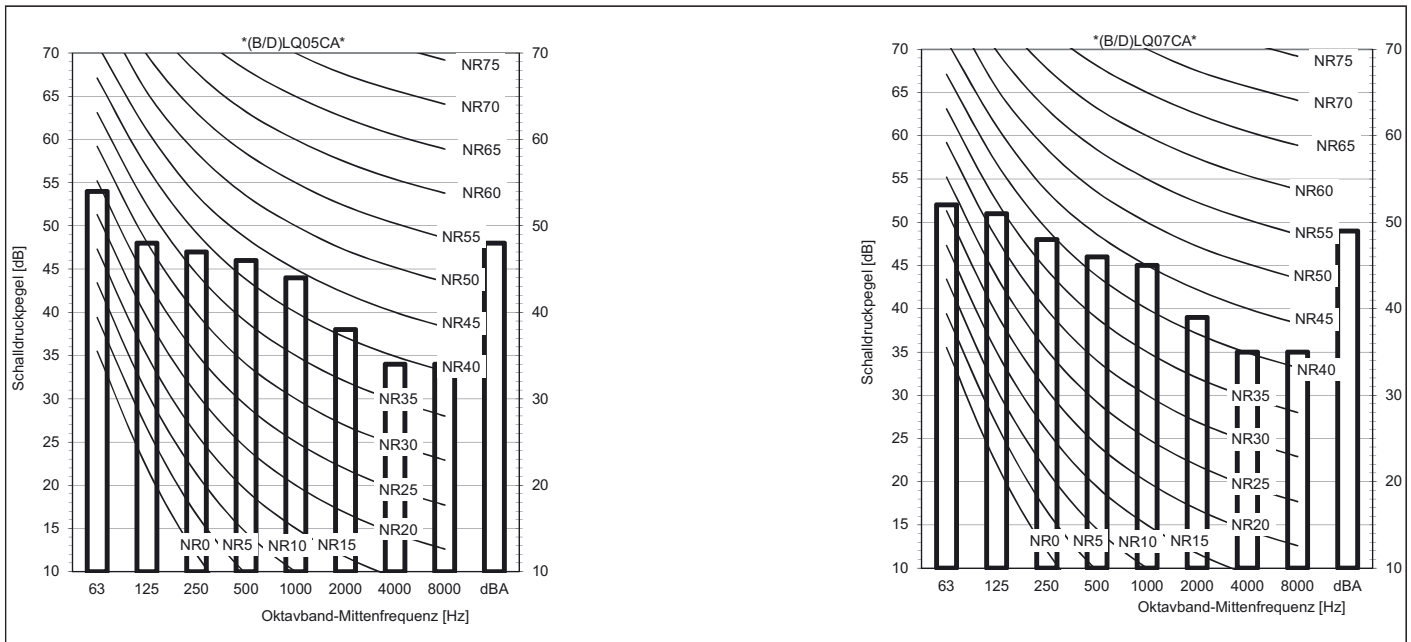 *(B/D)LQ05CA*
70 70
NR75
65
NR70
60 60
NR65
55
NR60
50 50
NR55
45
NR50
40 40
NR45
35
NR40
30 30
NR35
25
NR30
20 20
NR25
15
NR20
NR0 NR5 NR10 NR15
10 10
63 125 250 500 1000 2000 4000 8000 dBA
Schalldruckpegel [dB]
Oktavband-Mittenfrequenz [Hz]
*(B/D)LQ07CA*
70 70
NR75
65
NR70
60 60
NR65
55
NR60
50 50
NR55
45
NR50
40 40
NR45
35
NR40
30 30
NR35
25
NR30
20 20
NR25
15
NR20
NR0 NR5 NR10 NR15
10 10
63 125 250 500 1000 2000 4000 8000 dBA
Schalldruckpegel [dB]
Oktavband-Mittenfrequenz [Hz]